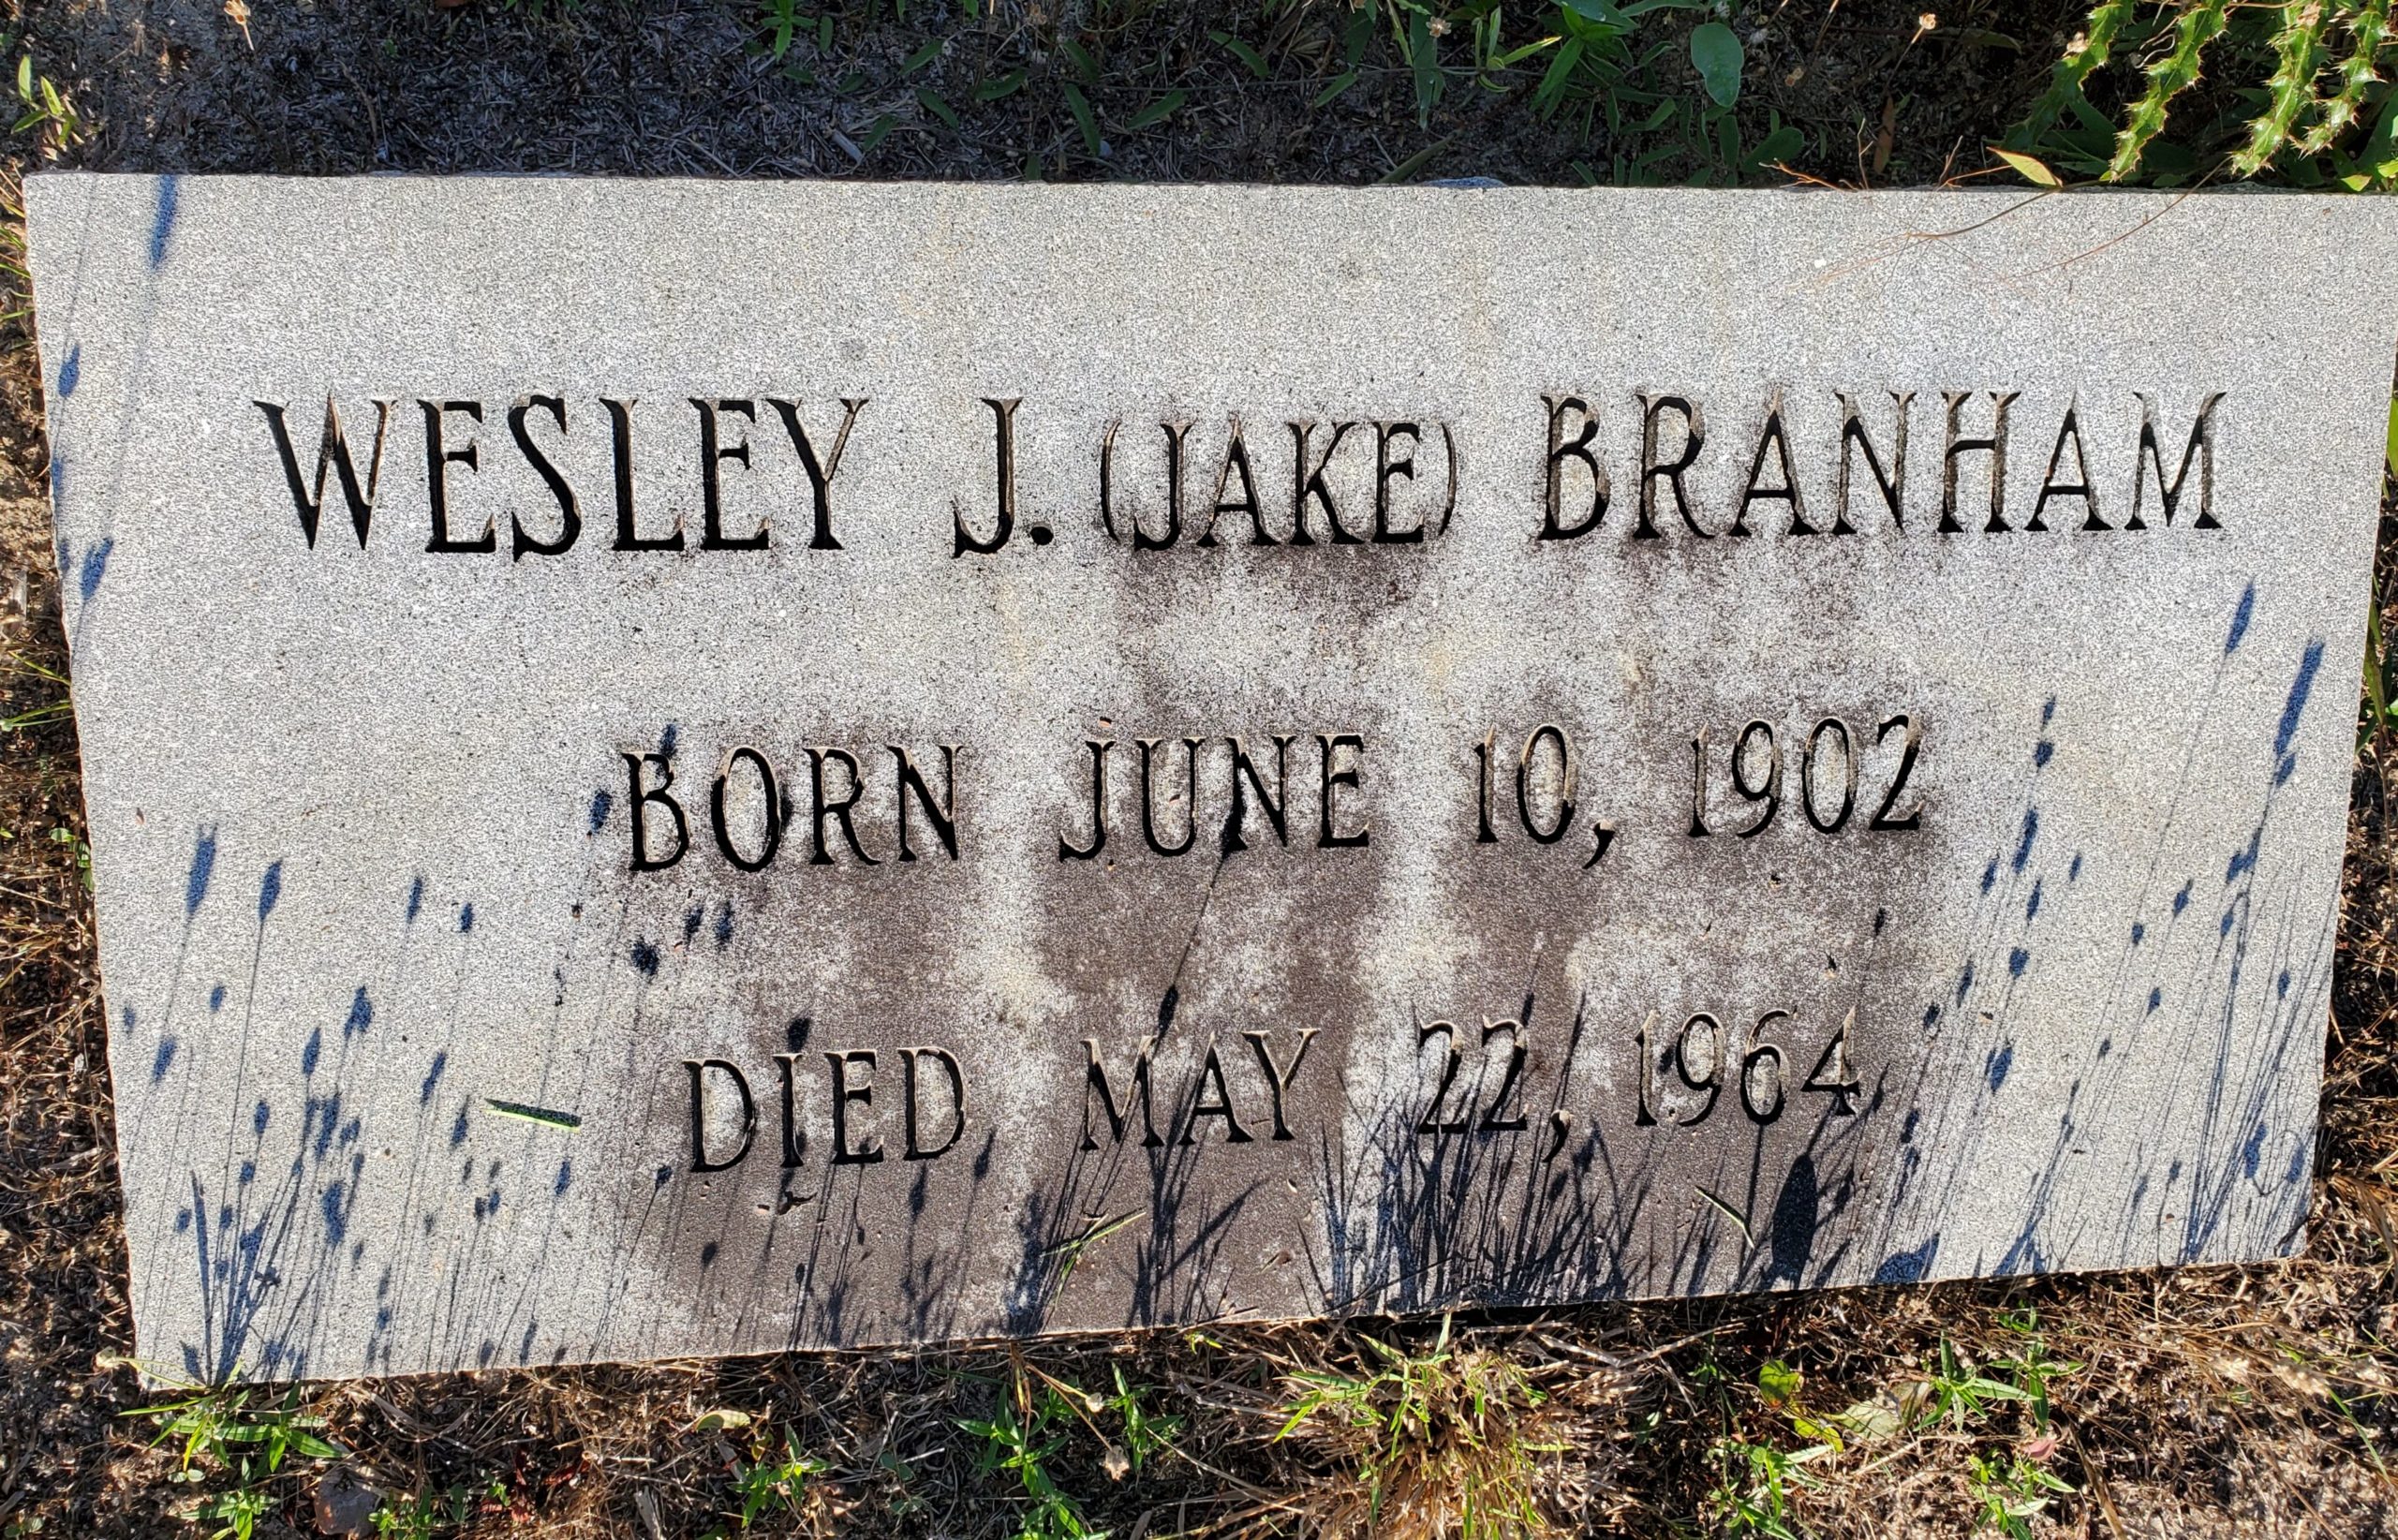 WESLEY J. (JAKE) BRANHAM
BORN JUNE 10, 1902
DIED MAY 22, 1964